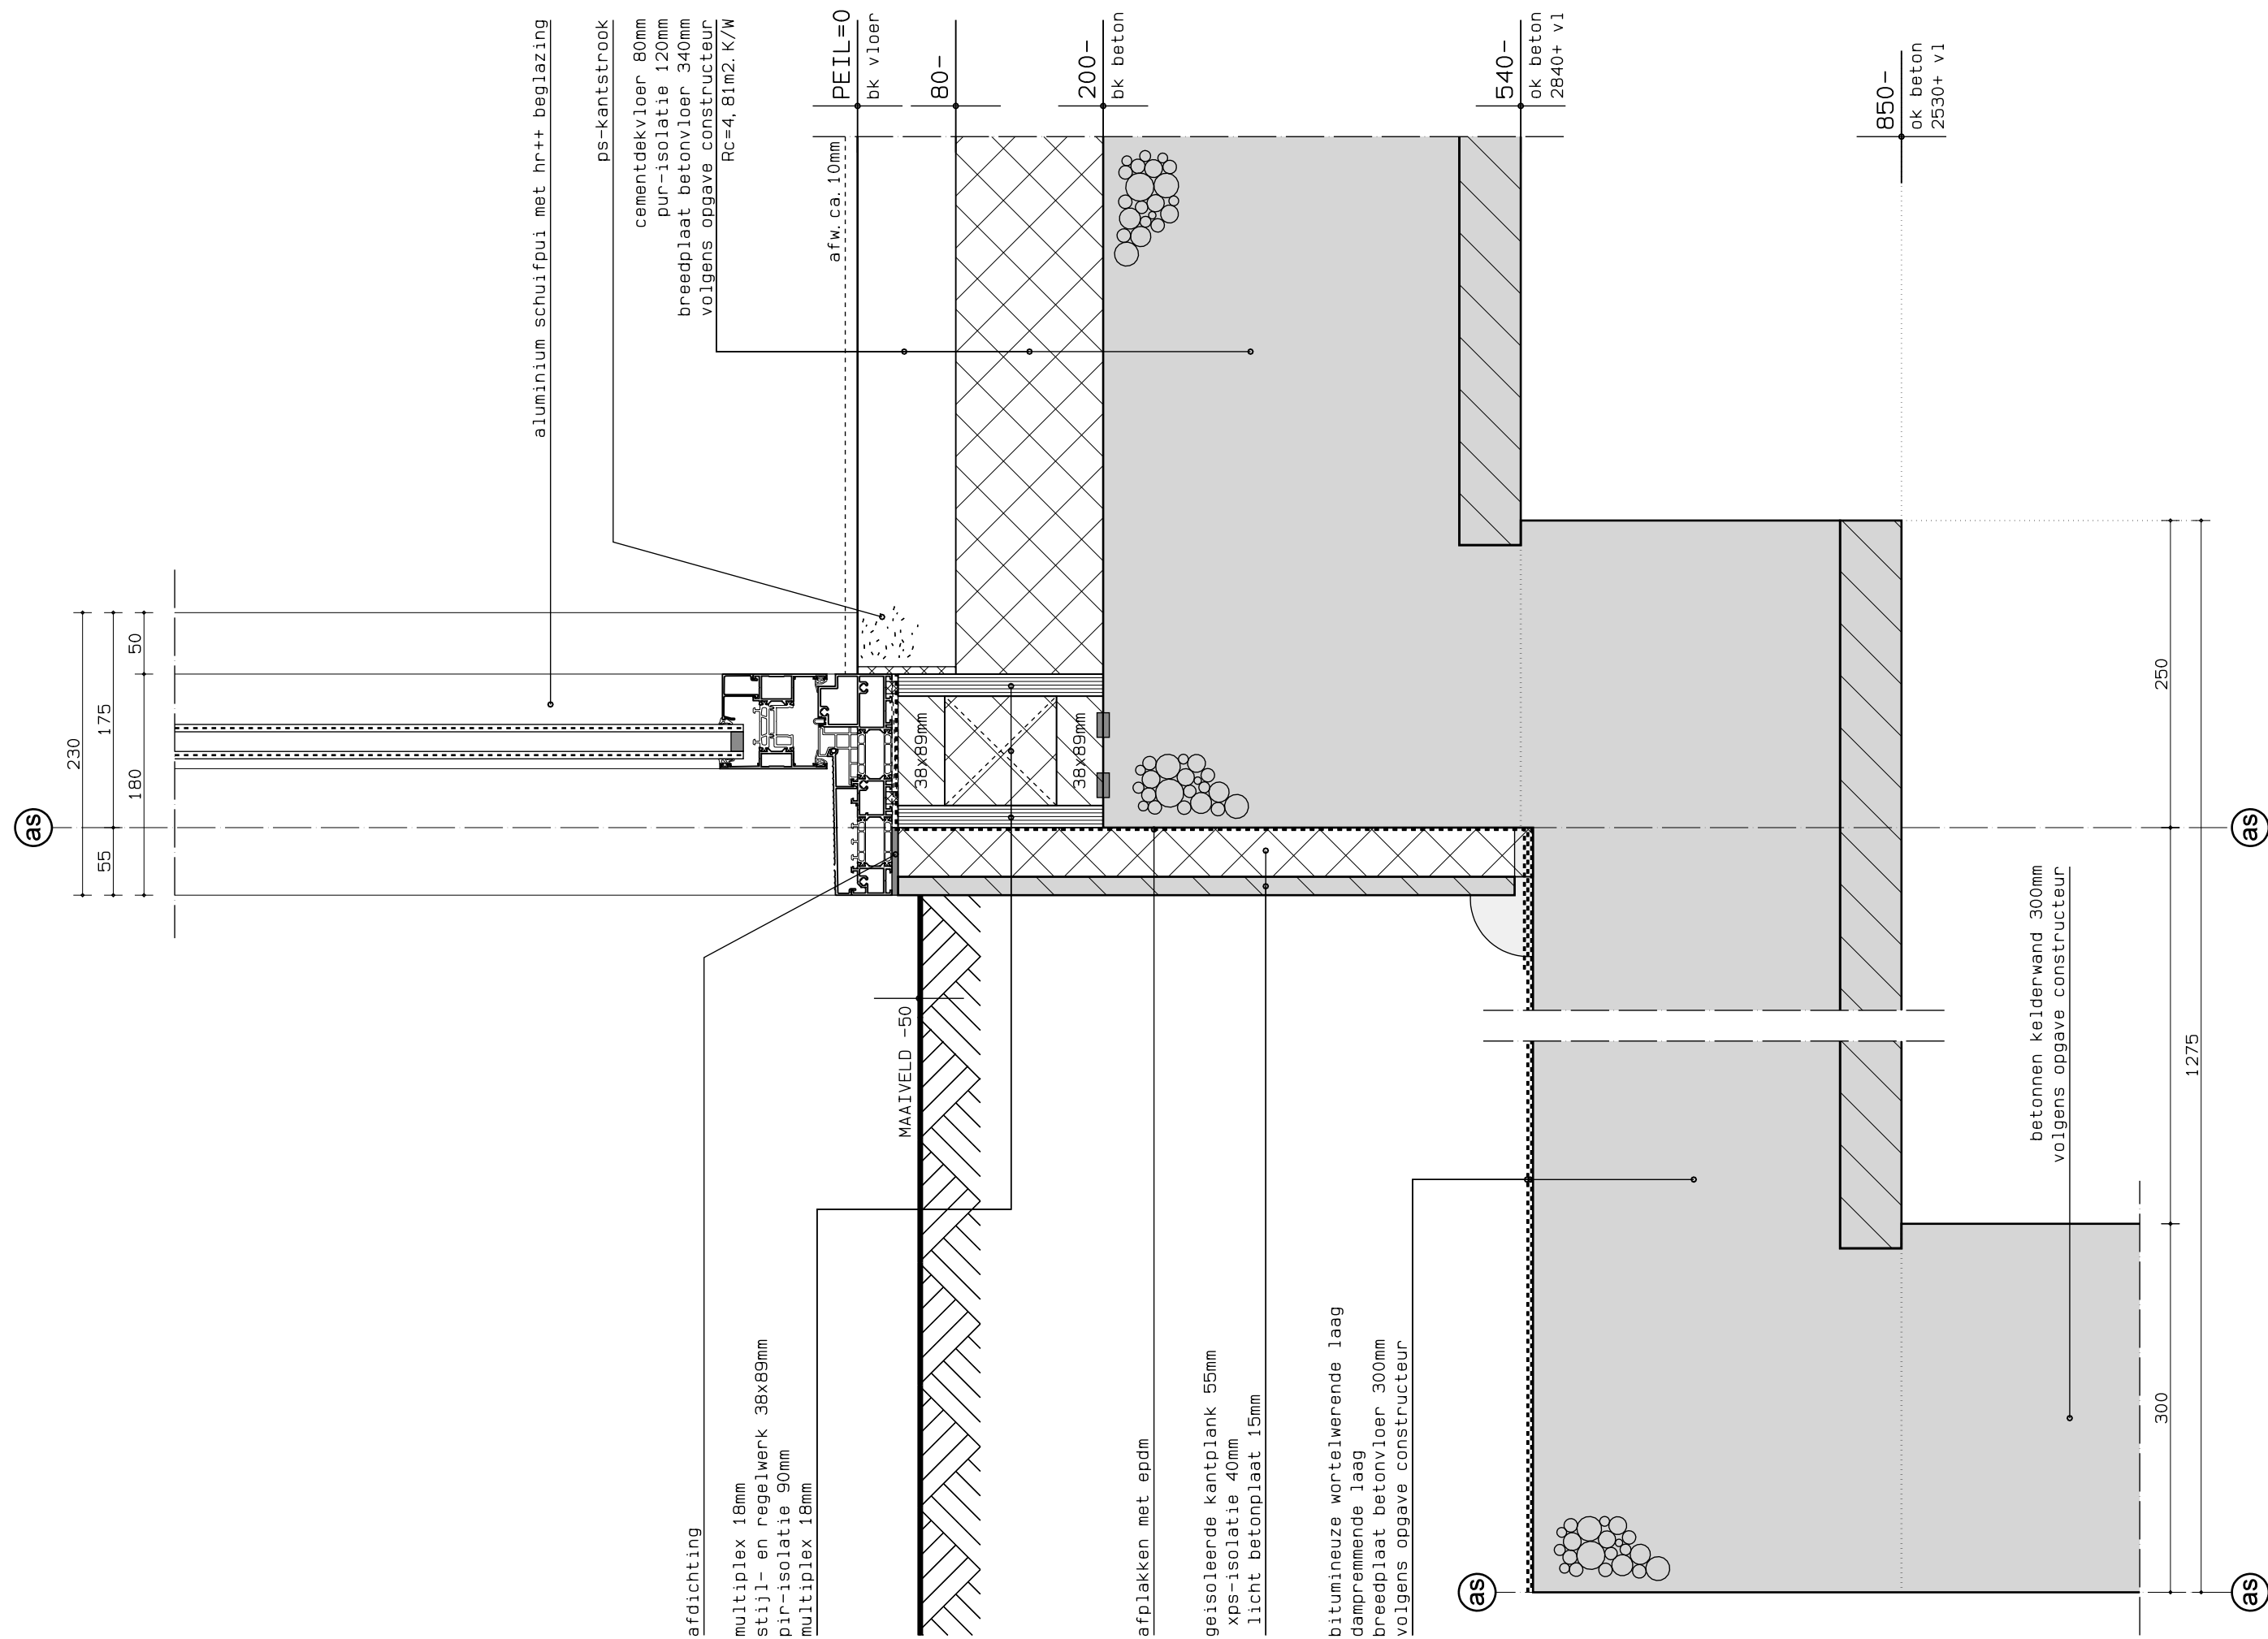 aluminium schuifpui met hr++ beglazing
ps-kantstrook
cementdekvloer 80mm
pur-isolatie 120mm
breedplaat betonvloer 340mm
volgens opgave constructeur
Rc=4,81m2.K/W
afw. ca. 10mm
PEIL=0
bk vloer
80-
200-
bk beton
540-
ok beton
2840+ vl
850-
ok beton
2530+ vl
230
175
55
50
180
as
as
38x89mm
38x89mm
250
1275
300
MAAIVELD -50
betonnen kelderwand 300mm
volgens opgave constructeur
afdichting
multiplex 18mm
stijl- en regelwerk 38x89mm
pir-isolatie 90mm
multiplex 18mm
afplakken met epdm
geisoleerde kantplank 55mm
xps-isolatie 40mm
licht betonplaat 15mm
bitumineuze wortelwerende laag
dampremmende laag
breedplaat betonvloer 300mm
volgens opgave constructeur
as
as